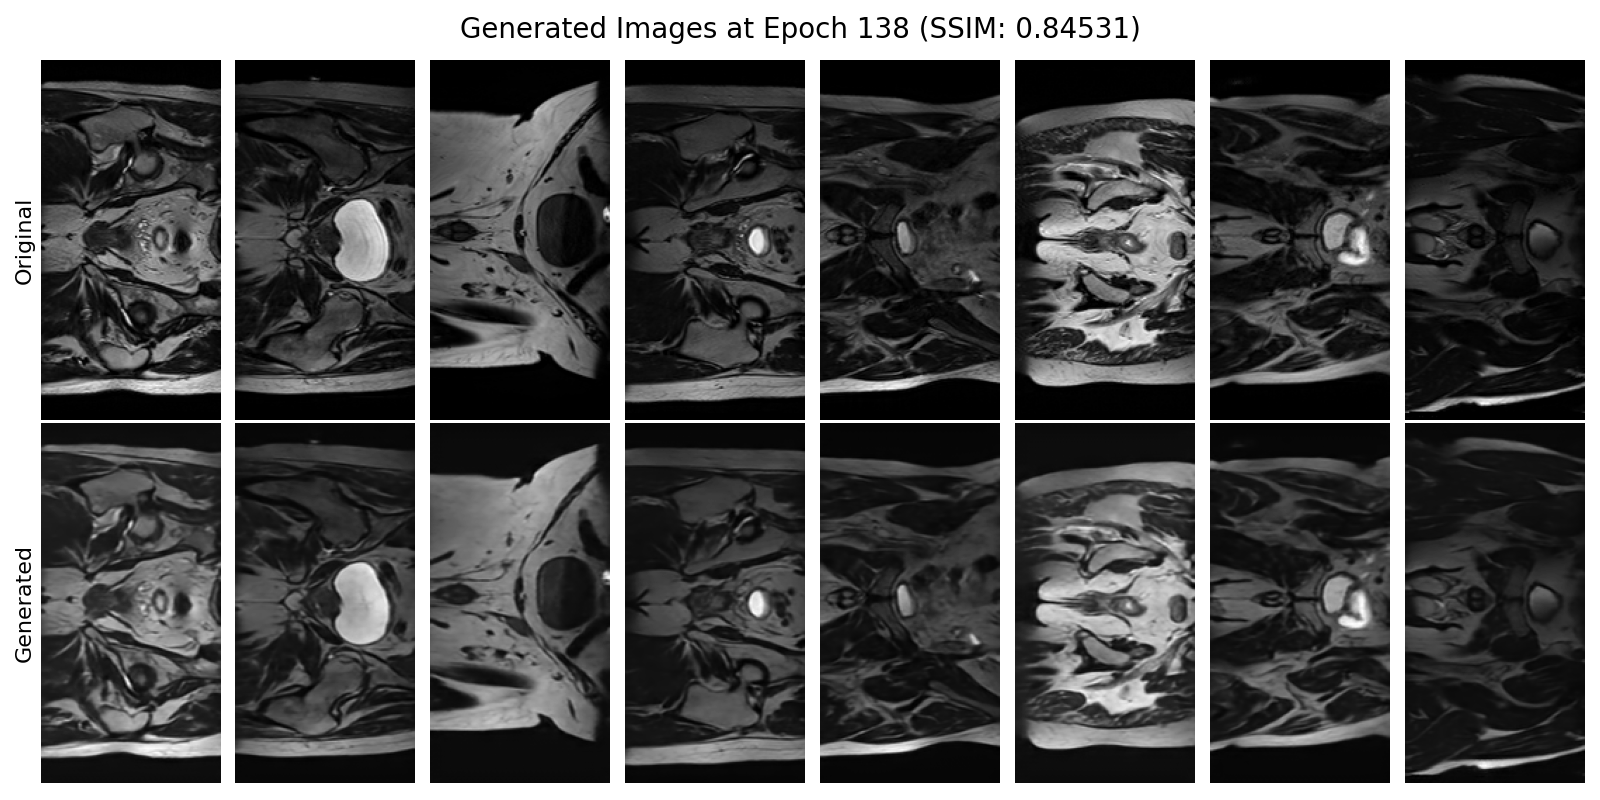 Generated Images at Epoch 138 (SSIM: 0.84531)
Original
Generated